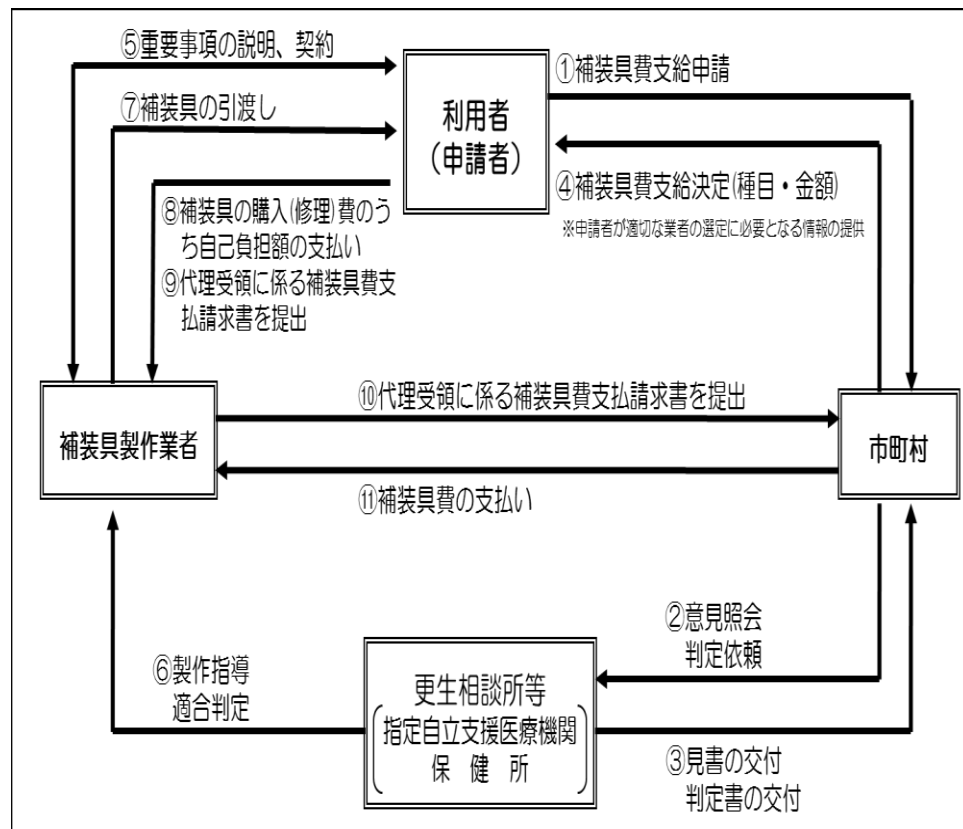 ⑤重要事項の説明、契約
①補装具費支給申請
⑦補装具の引渡し
利用者
(申請者)
④補装具費支給決定(種目・金額)
※申請者が適切な業者の選定に必要となる情報の提供
⑧補装具の購入(修理)費のう
ち自己負担額の支払い
⑨代理受領に係る補装具費支
払請求書を提出
⑩代理受領に係る補装具費支払請求書を提出
補装具製作業者
市町村
⑪補装具費の支払い
②意見照会
判定依頼
⑥製作指導
適合判定
更生相談所等
指定自立支援医療機関
保健所
③見書の交付
判定書の交付